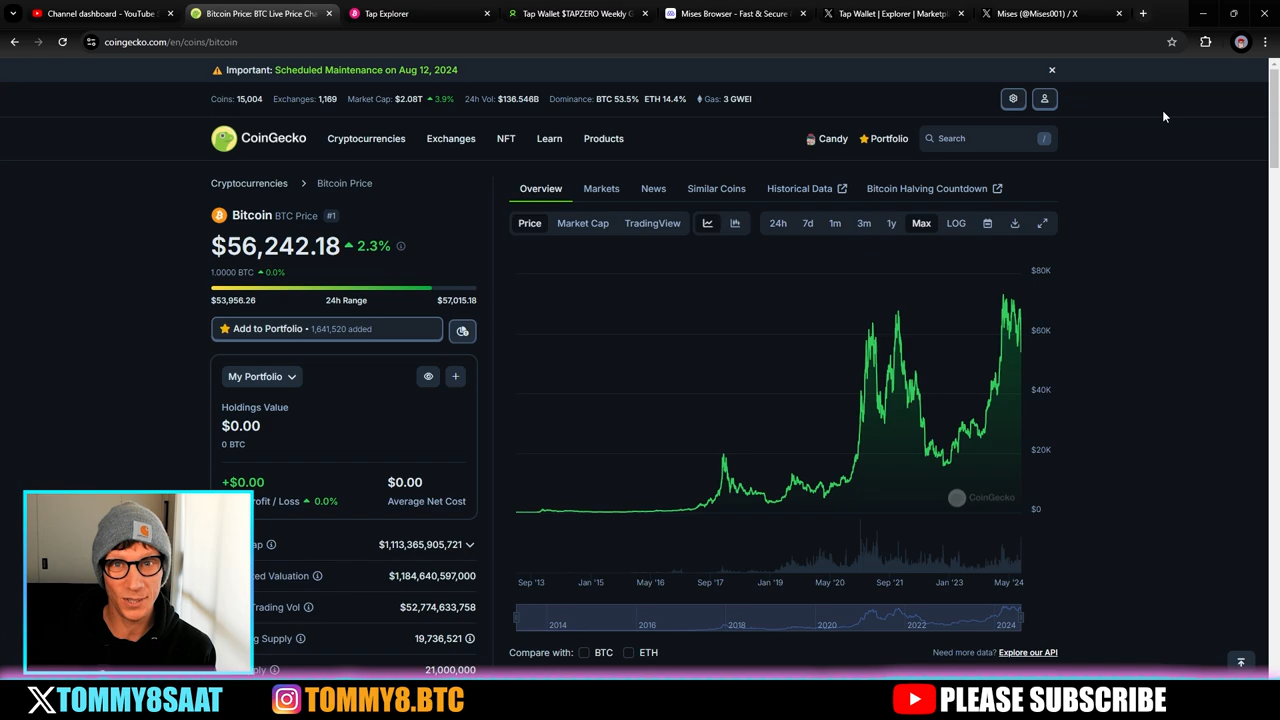 Channel dashboard - YouTube S
Bitcoin Price: BTC Live Price Cha
Tap Explorer
Tap Wallet $TAPZERO Weekly G
Mises Browser - Fast & Secure
Tap Wallet | Explorer | Marketpl
Mises (@Mises001) / X
coingecko.com/en/coins/bitcoin
Important: Scheduled Maintenance on Aug 12, 2024
Coins: 15,004 Exchanges: 1,169 Market Cap: $2.08T 3.9% 24h Vol: $136.546B Dominance: BTC 53.5% ETH 14.4% Gas: 3 GWEI
CoinGecko
Cryptocurrencies Exchanges NFT Learn Products
Candy Portfolio Search /
Cryptocurrencies Bitcoin Price
Bitcoin BTC Price #1
$56,242.18 2.3%
1.0000 BTC 0.0%
$53,956.26 24h Range $57,015.18
Add to Portfolio • 1,641,520 added
My Portfolio
Holdings Value
$0.00
0 BTC
+$0.00 $0.00
ofit / Loss 0.0% Average Net Cost
ap $1,113,365,905,721
ed Valuation $1,184,640,597,000
Trading Vol $52,774,633,758
g Supply 19,736,521
ply 21,000,000
Overview Markets News Similar Coins Historical Data Bitcoin Halving Countdown
Price Market Cap TradingView 24h 7d 1m 3m 1y Max LOG
$80K
$60K
$40K
$20K
$0
CoinGecko
Sep '13 Jan '15 May '16 Sep '17 Jan '19 May '20 Sep '21 Jan '23 May '24
2014 2016 2018 2020 2022 2024
Compare with: BTC ETH
Need more data? Explore our API
XTOMMY8SAAT
TOMMY8.BTC
PLEASE SUBSCRIBE